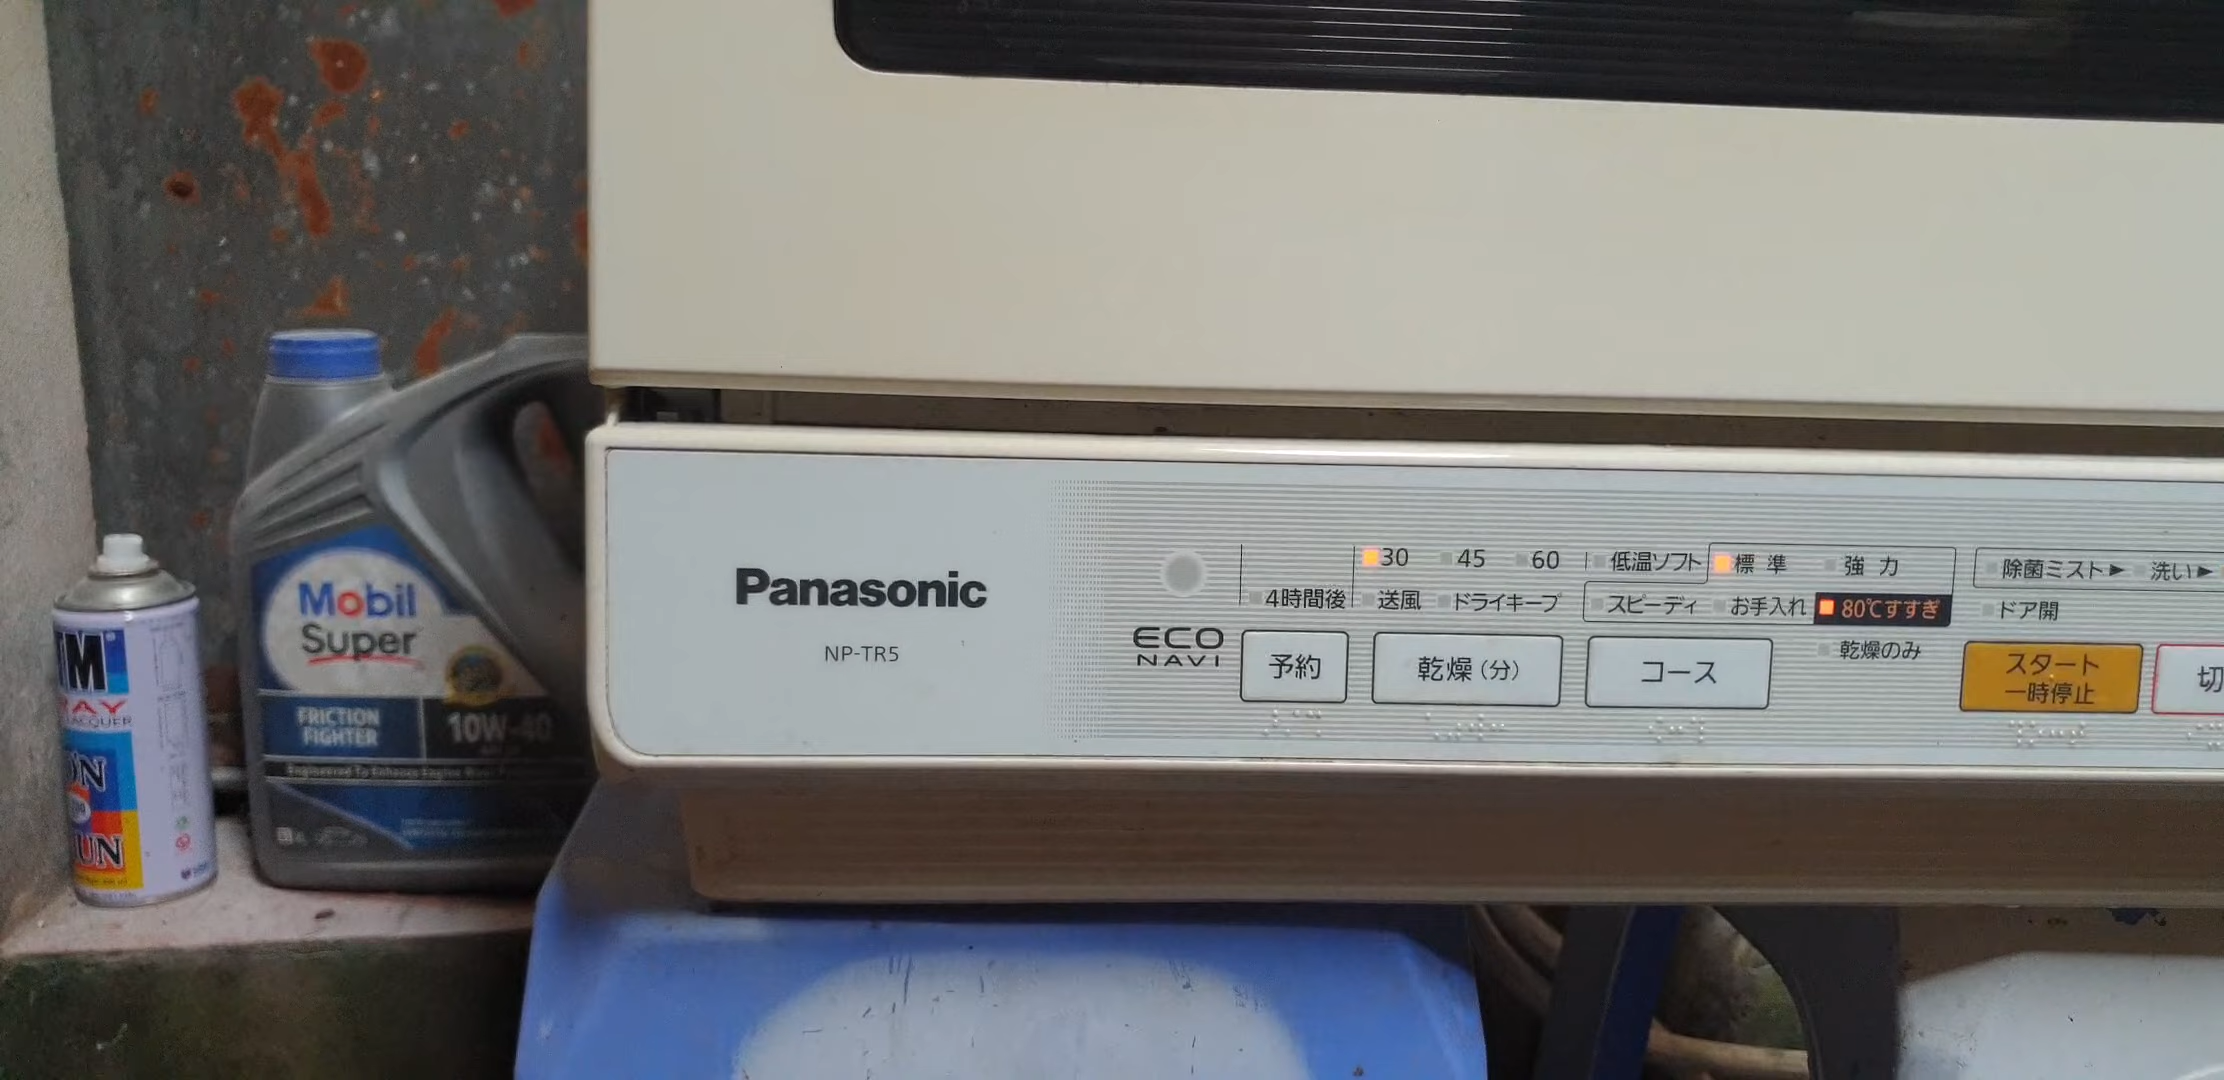 Mobil
Super
FRICTION
FIGHTER
10W-40
Panasonic
NP-TR5
ECO
NAVI
4時間後
30 45 60
送風 ドライキープ
低温ソフト 標準 強力
スピーディ お手入れ 80℃すすぎ
乾燥のみ
除菌ミスト▶ 洗い▶
ドア開
予約
乾燥(分)
コース
スタート
一時停止
切